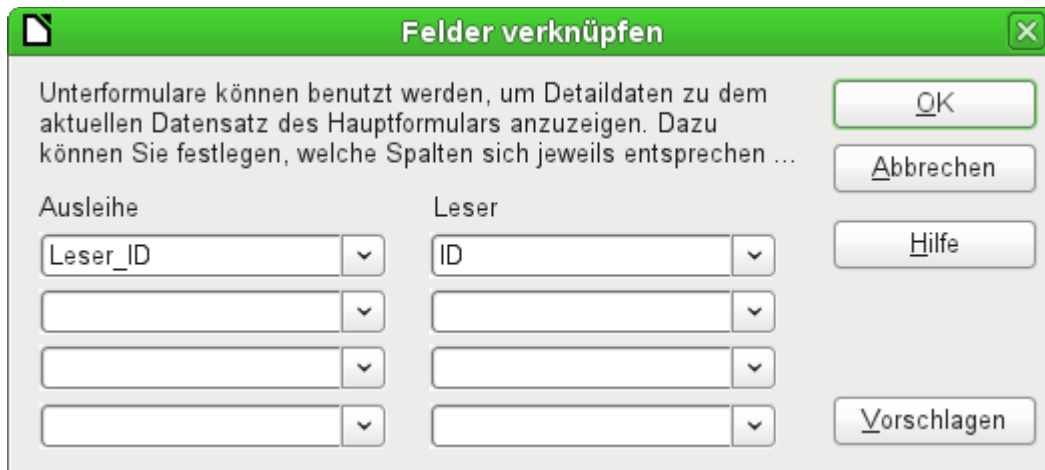 Felder verknüpfen
Unterformulare können benutzt werden, um Detaildaten zu dem
aktuellen Datensatz des Hauptformulars anzuzeigen. Dazu
können Sie festlegen, welche Spalten sich jeweils entsprechen ...
Ausleihe
Leser
Leser_ID
ID
OK
Abbrechen
Hilfe
Vorschlagen